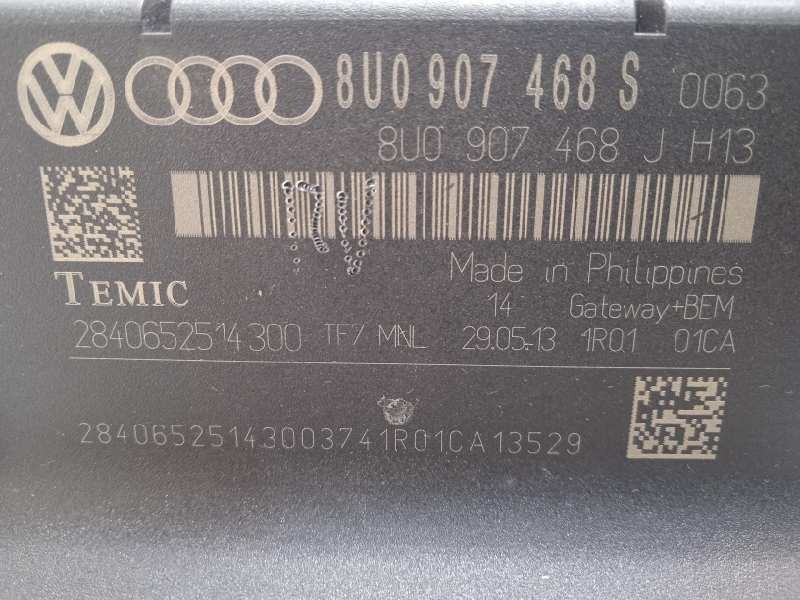 8U0 907 468 S 0063
8U0 907 468 J H13
TEMIC
Made in Philippines
14 Gateway+BEM
2840652514300 TF7 MNL 29.05.13 1R01 01CA
28406525143003741R01CA13529